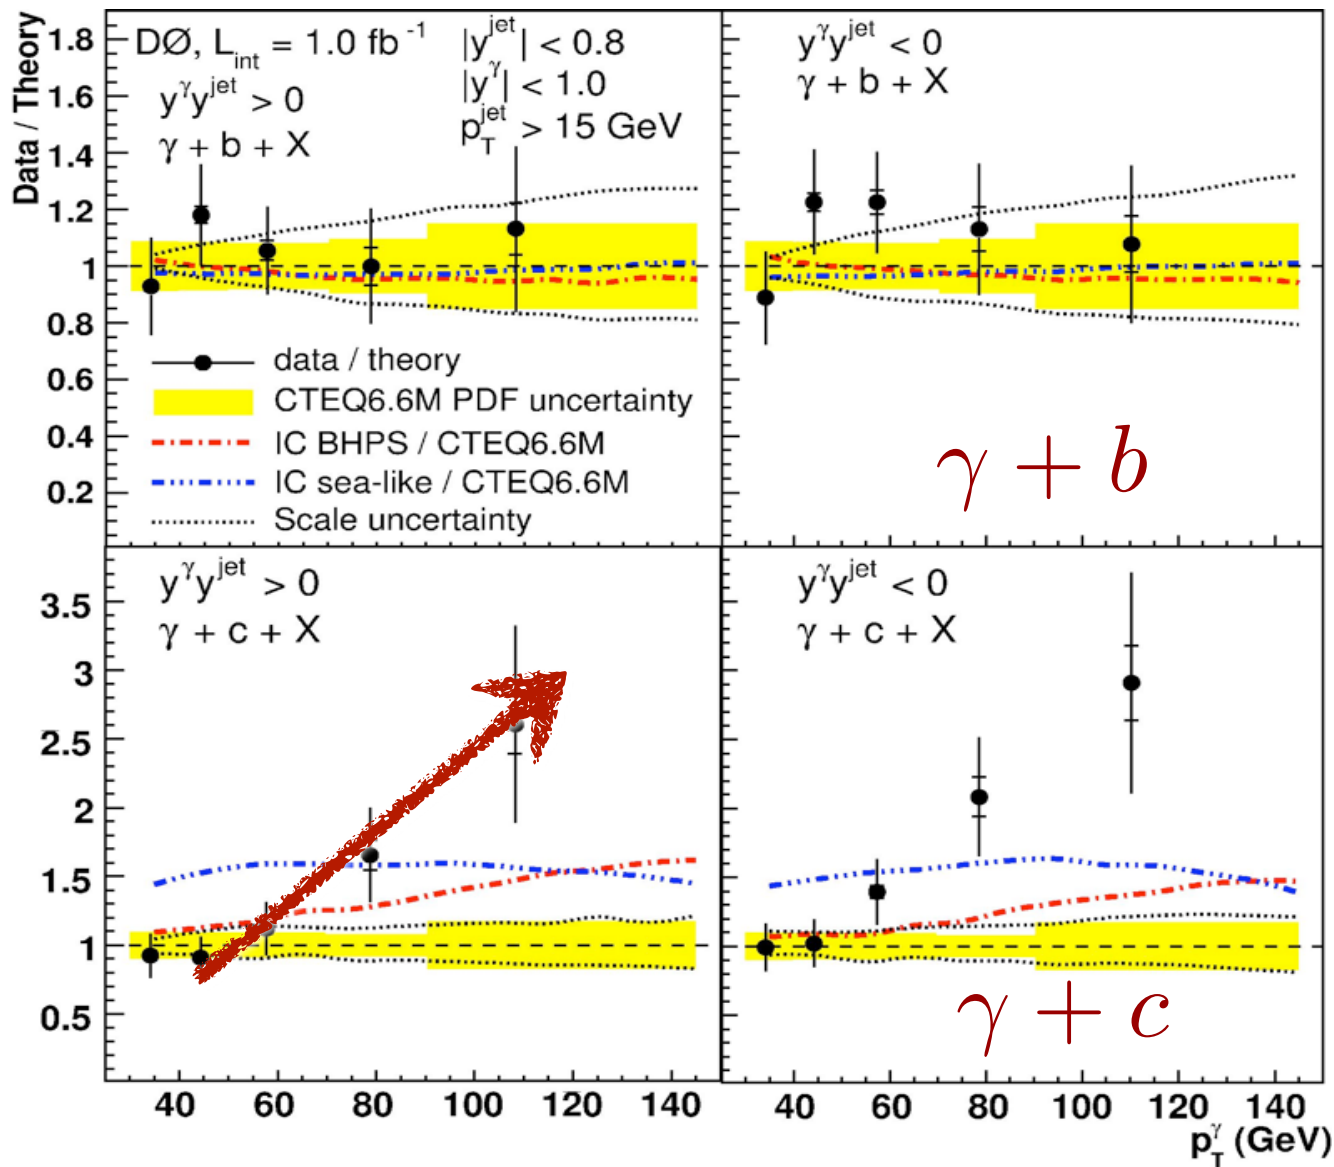 Data / Theory
1.8
1.6
1.4
1.2
1
0.8
0.6
0.4
0.2
DØ, L_int = 1.0 fb^-1
y^γ y^jet > 0
γ + b + X
|y^jet| < 0.8
|y^γ| < 1.0
p_T^jet > 15 GeV
data / theory
CTEQ6.6M PDF uncertainty
IC BHPS / CTEQ6.6M
IC sea-like / CTEQ6.6M
Scale uncertainty
y^γ y^jet < 0
γ + b + X
γ + b
3.5
3
2.5
2
1.5
1
0.5
y^γ y^jet > 0
γ + c + X
y^γ y^jet < 0
γ + c + X
γ + c
40 60 80 100 120 140
40 60 80 100 120 140
p_T^γ (GeV)